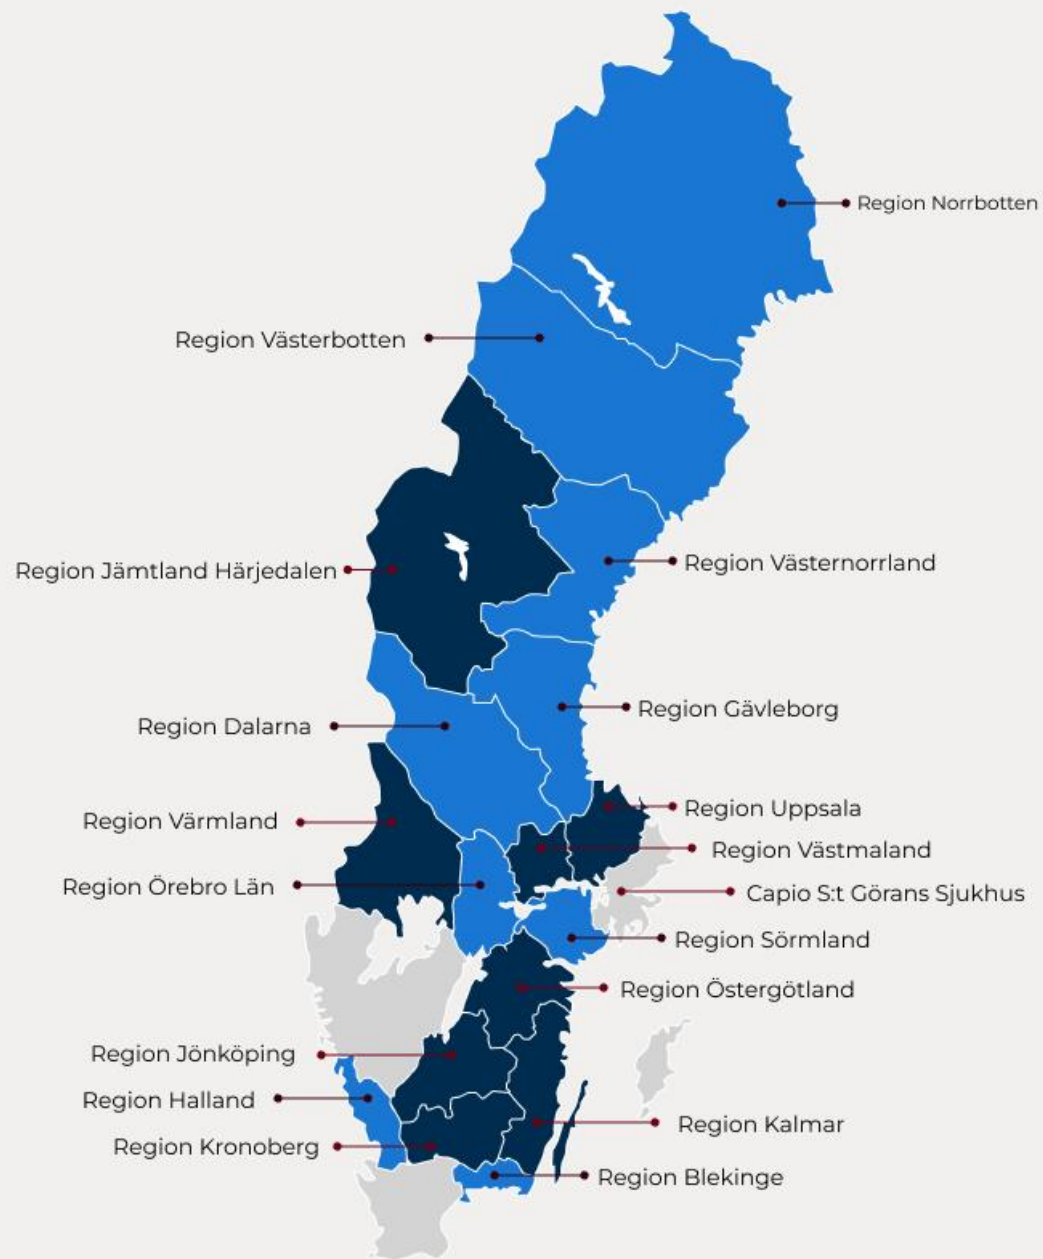 Region Norrbotten
Region Västerbotten
Region Västernorrland
Region Jämtland Härjedalen
Region Gävleborg
Region Dalarna
Region Uppsala
Region Värmland
Region Västmaland
Region Örebro Län
Capio S:t Görans Sjukhus
Region Sörmland
Region Östergötland
Region Jönköping
Region Halland
Region Kalmar
Region Kronoberg
Region Blekinge